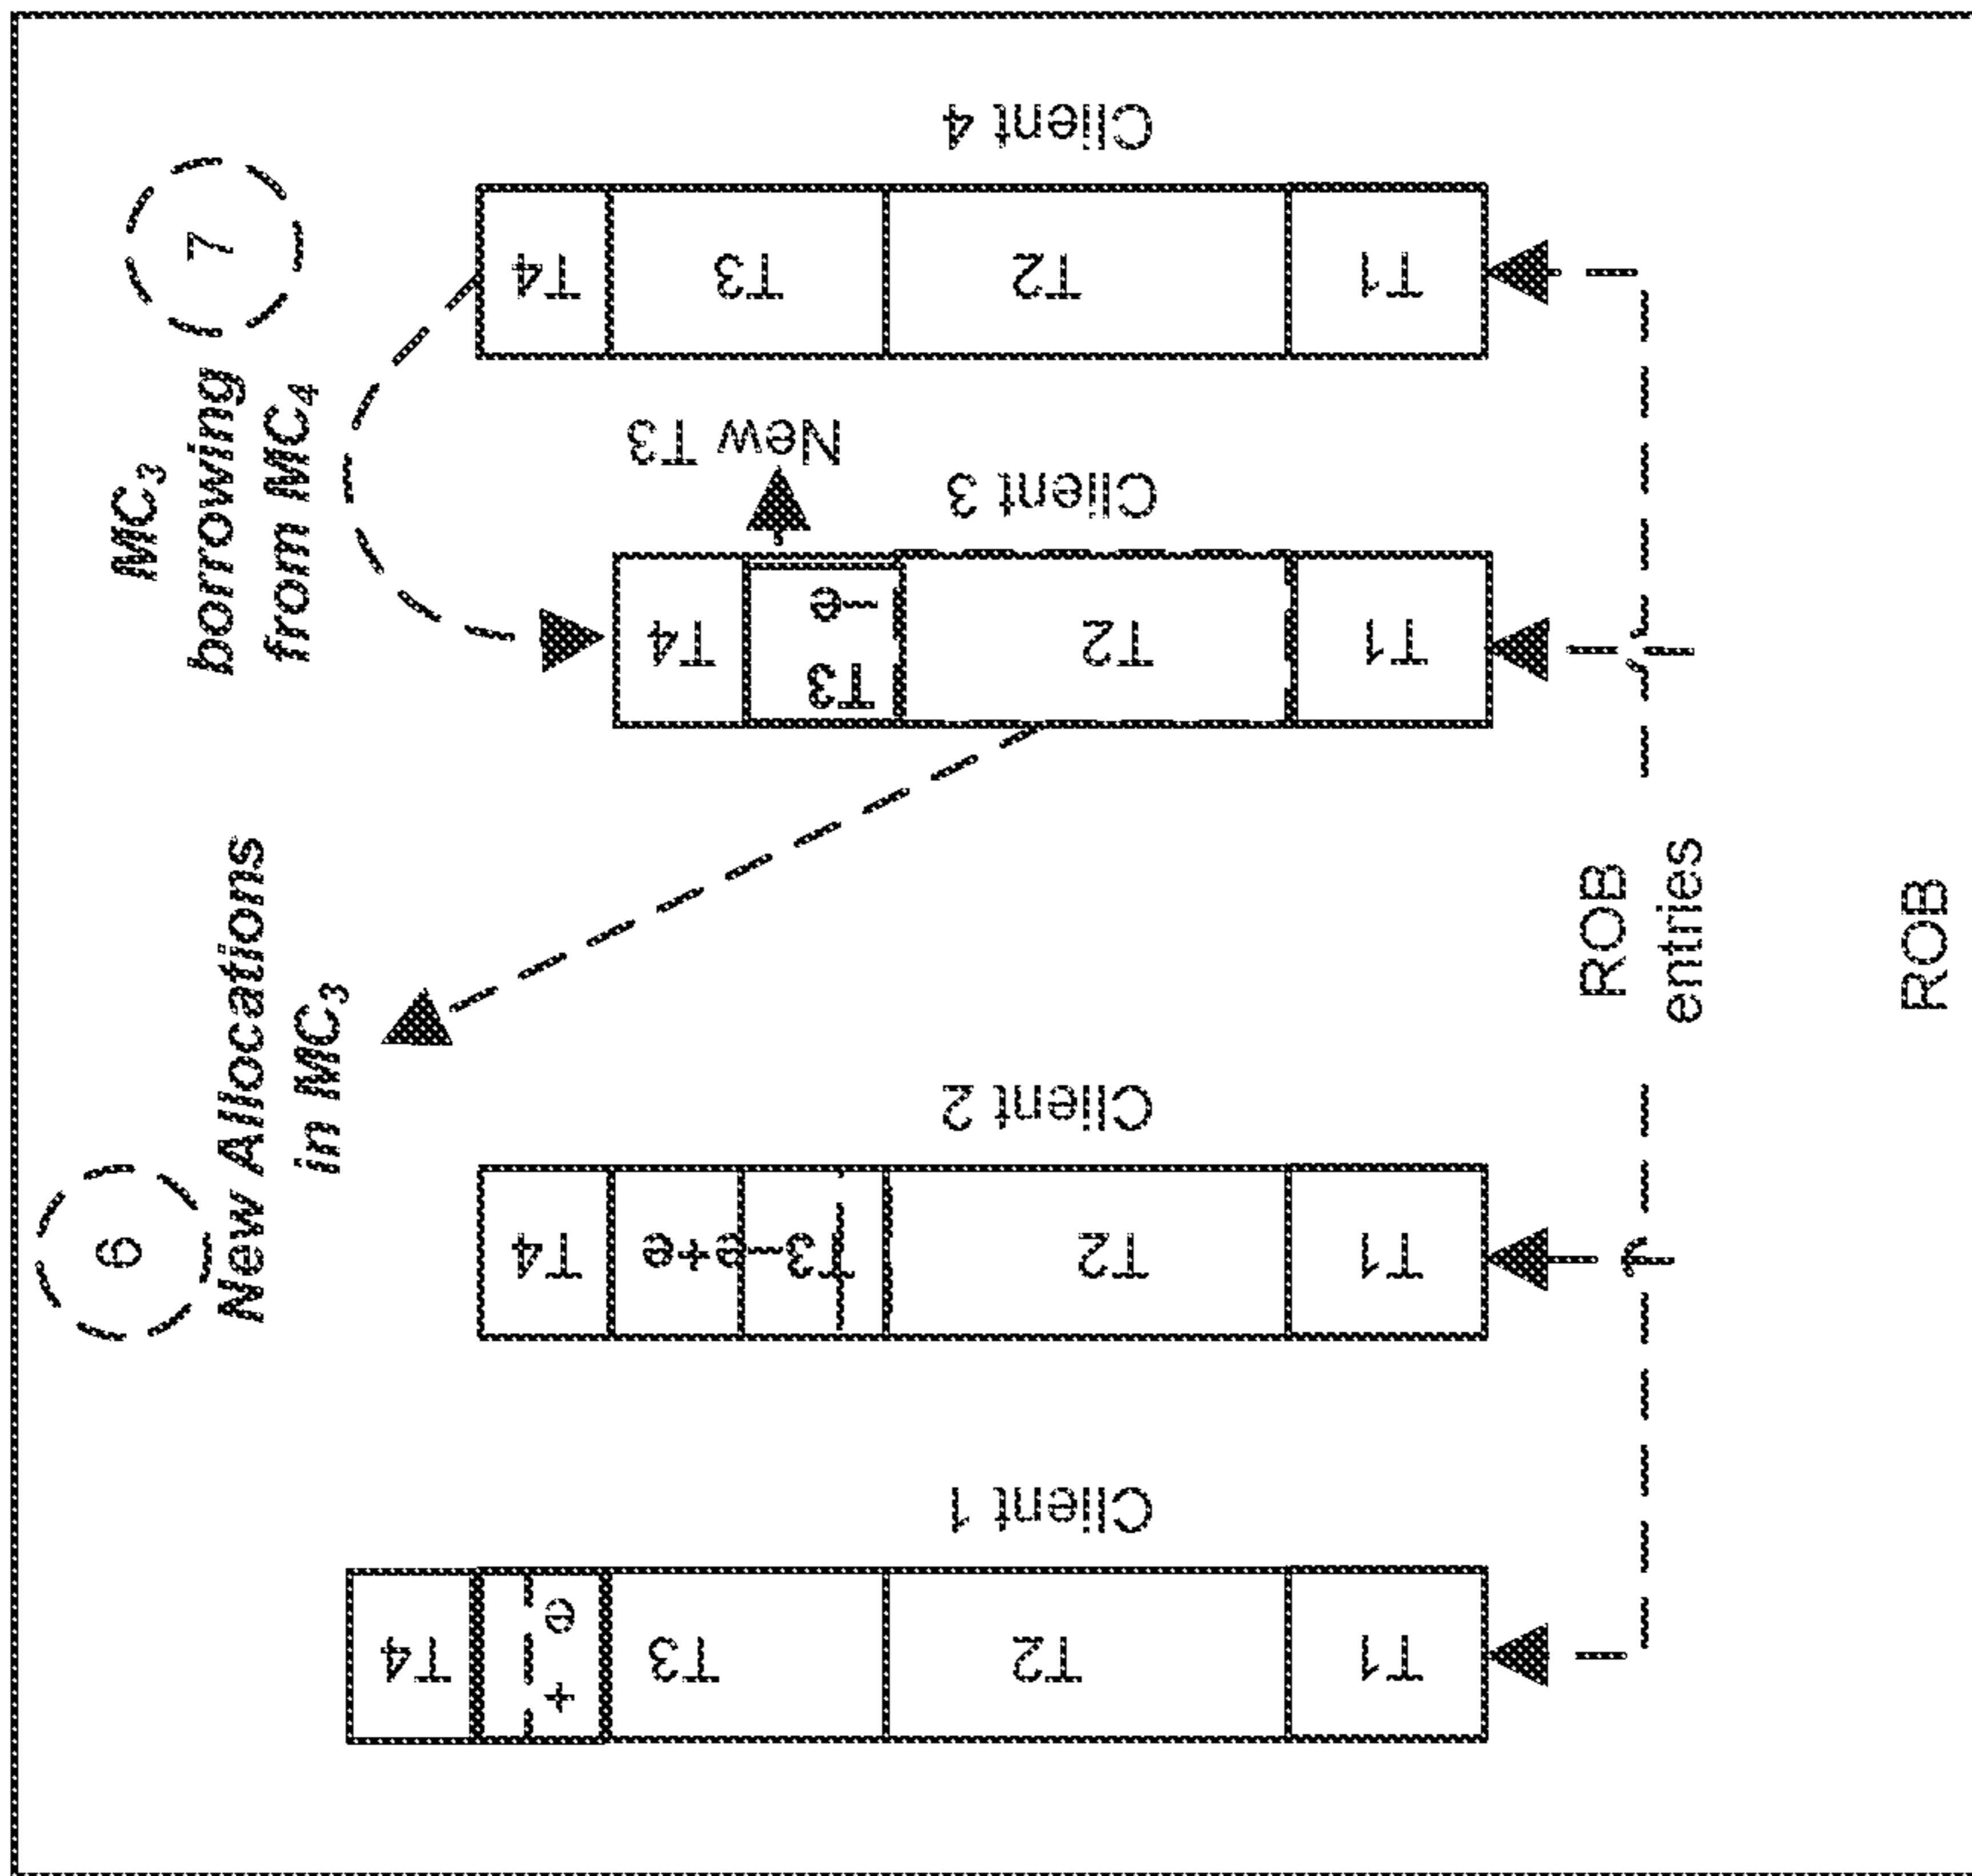 6
New Allocations
in MC3
MC3
borrowing
from MC4
7
T4
+ e
T3
T2
T1
Client 1
T4
T3-e+e
T2
T1
Client 2
T4
T3 -e
T2
T1
Client 3
New T3
T4
T3
T2
T1
Client 4
ROB
entries
ROB